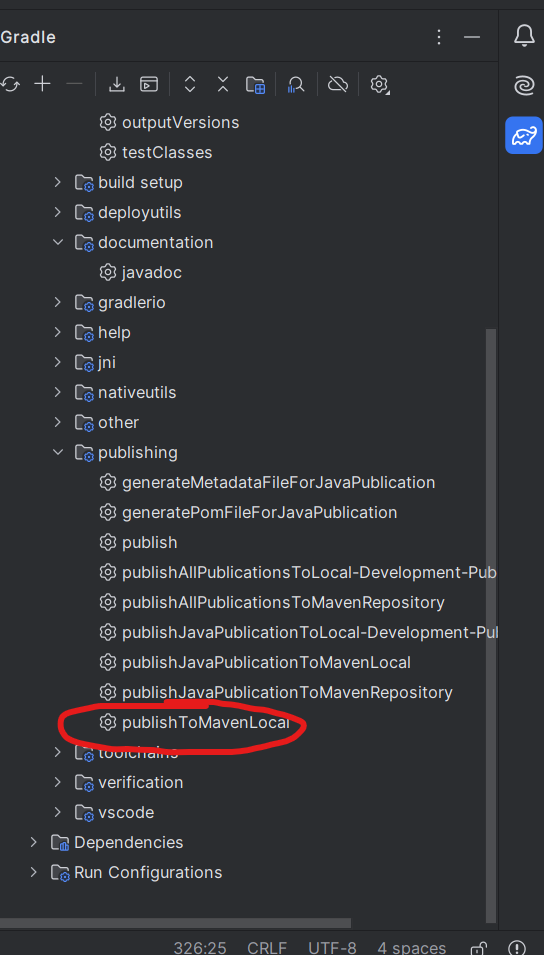 Gradle
outputVersions
testClasses
build setup
deployutils
documentation
javadoc
gradlerio
help
jni
nativeutils
other
publishing
generateMetadataFileForJavaPublication
generatePomFileForJavaPublication
publish
publishAllPublicationsToLocal-Development-Pub
publishAllPublicationsToMavenRepository
publishJavaPublicationToLocal-Development-Pul
publishJavaPublicationToMavenLocal
publishJavaPublicationToMavenRepository
publishToMavenLocal
toolchains
verification
vscode
Dependencies
Run Configurations
326:25 CRLF UTF-8 4 spaces